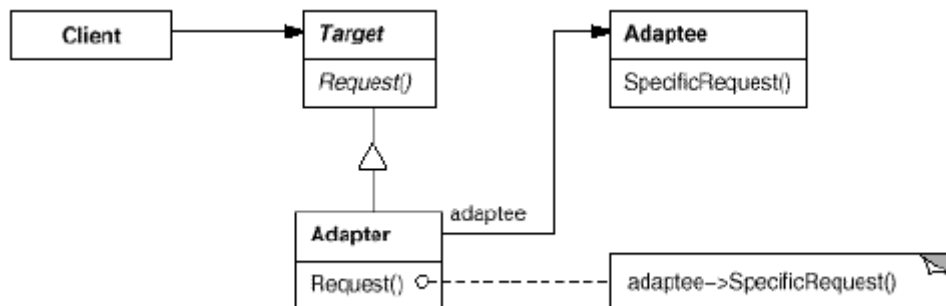 Client
Target
Request()
Adaptee
SpecificRequest()
adaptee
Adapter
Request()
adaptee->SpecificRequest()